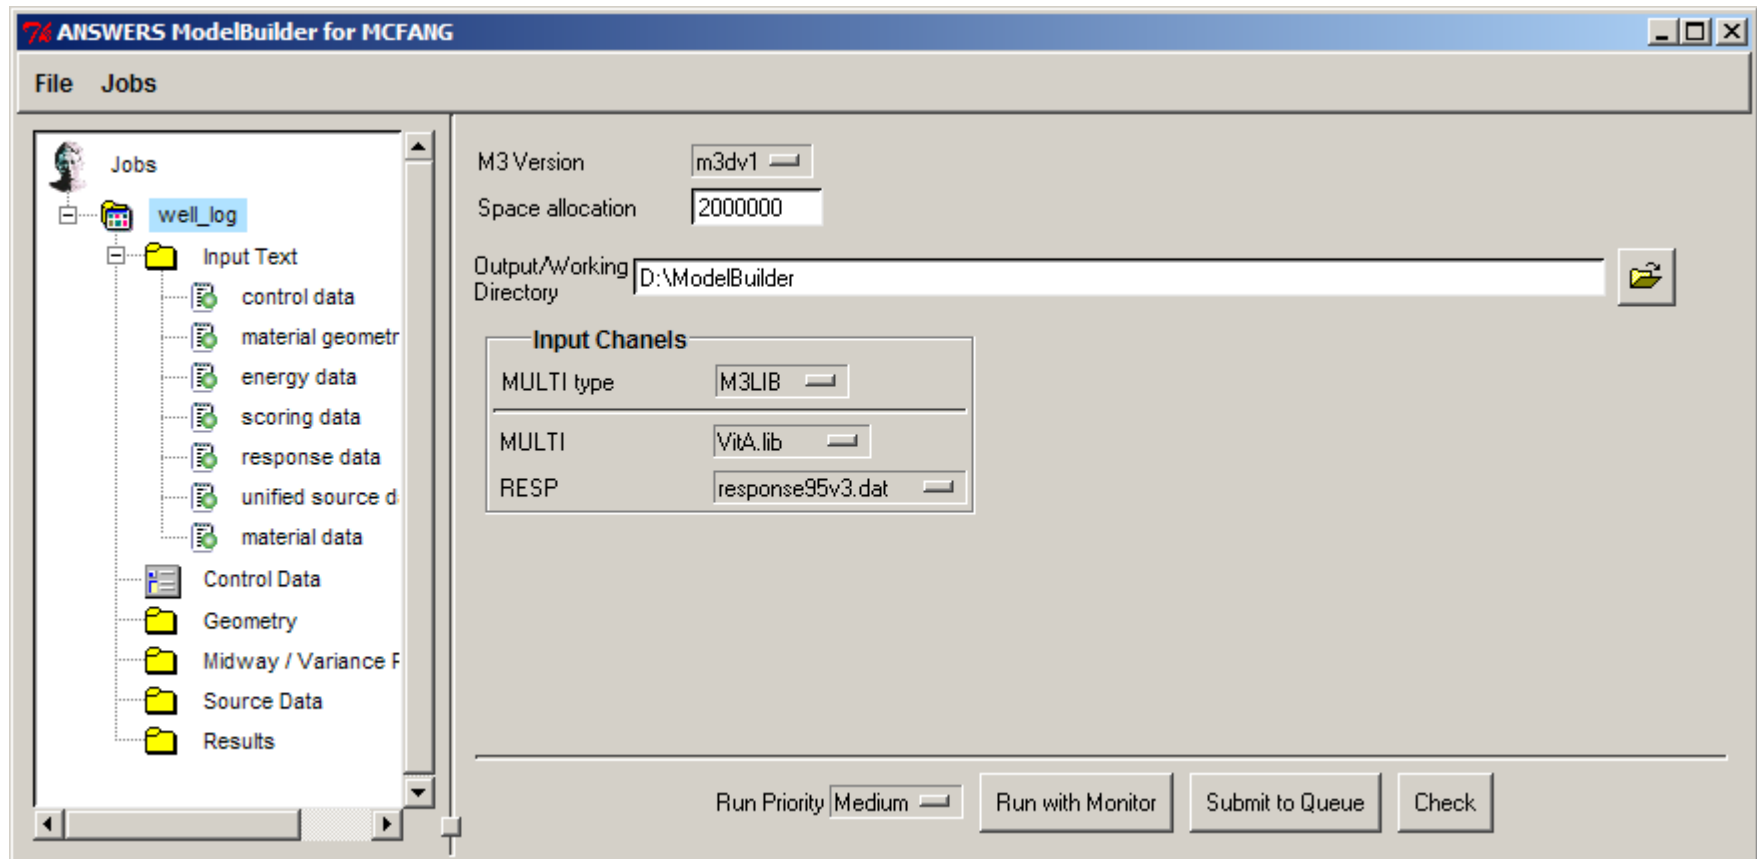 ANSWERS ModelBuilder for MCFANG
File Jobs
Jobs
well_log
Input Text
control data
material geometr
energy data
scoring data
response data
unified source d
material data
Control Data
Geometry
Midway / Variance
Source Data
Results
M3 Version m3dv1
Space allocation 2000000
Output/Working
Directory
D:\ModelBuilder
Input Chanels
MULTI type M3LIB
MULTI VitA.lib
RESP response95v3.dat
Run Priority Medium Run with Monitor Submit to Queue Check